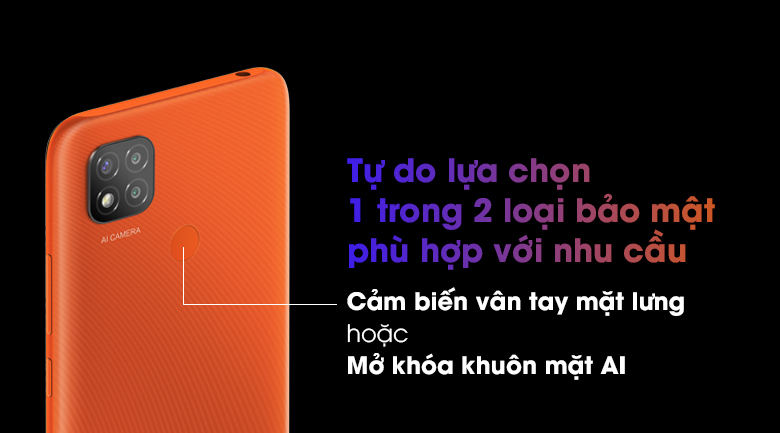 AI CAMERA
Tự do lựa chọn
1 trong 2 loại bảo mật
phù hợp với nhu cầu
Cảm biến vân tay mặt lưng
hoặc
Mở khóa khuôn mặt AI